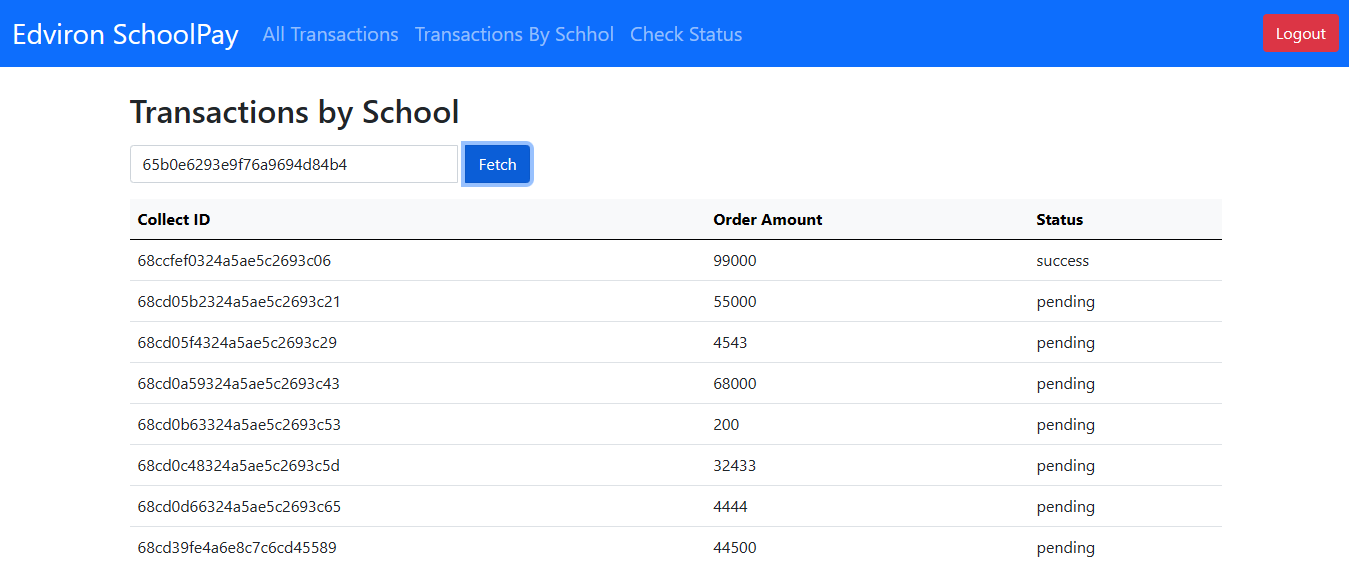 Edviron SchoolPay All Transactions Transactions By Schhol Check Status Logout
Transactions by School
65b0e6293e9f76a9694d84b4 Fetch
Collect ID Order Amount Status
68ccfef0324a5ae5c2693c06 99000 success
68cd05b2324a5ae5c2693c21 55000 pending
68cd05f4324a5ae5c2693c29 4543 pending
68cd0a59324a5ae5c2693c43 68000 pending
68cd0b63324a5ae5c2693c53 200 pending
68cd0c48324a5ae5c2693c5d 32433 pending
68cd0d66324a5ae5c2693c65 4444 pending
68cd39fe4a6e8c7c6cd45589 44500 pending